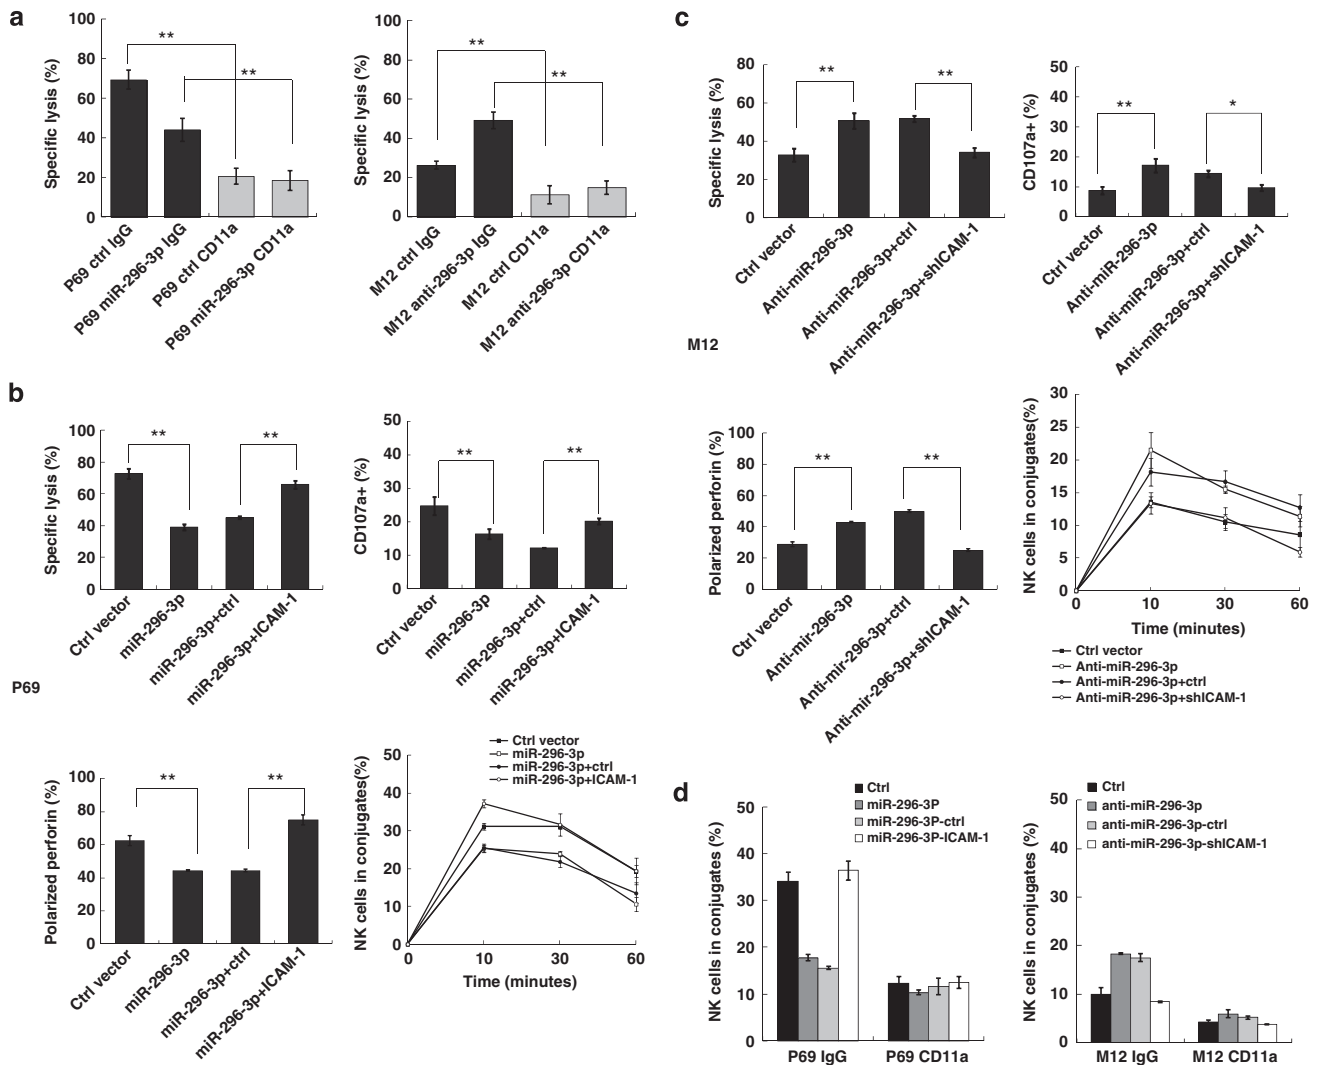 a
Specific lysis (%)
100
80
60
40
20
0
**
**
P69 ctrl IgG
P69 miR-296-3p IgG
P69 ctrl CD11a
P69 miR-296-3p CD11a
Specific lysis (%)
100
80
60
40
20
0
**
**
M12 ctrl IgG
M12 anti-296-3p IgG
M12 ctrl CD11a
M12 anti-296-3p CD11a
b
Specific lysis (%)
100
80
60
40
20
0
**
**
Ctrl vector
miR-296-3p
miR-296-3p+ctrl
miR-296-3p+ICAM-1
CD107a+ (%)
50
40
30
20
10
0
**
**
Ctrl vector
miR-296-3p
miR-296-3p+ctrl
miR-296-3p+ICAM-1
P69
Polarized perforin (%)
100
80
60
40
20
0
**
**
Ctrl vector
miR-296-3p
miR-296-3p+ctrl
miR-296-3p+ICAM-1
NK cells in conjugates(%)
50
40
30
20
10
0
0
10
30
60
Time (minutes)
Ctrl vector
miR-296-3p
miR-296-3p+ctrl
miR-296-3p+ICAM-1
c
Specific lysis (%)
80
60
40
20
0
**
**
Ctrl vector
Anti-miR-296-3p
Anti-miR-296-3p+ctrl
Anti-miR-296-3p+shICAM-1
CD107a+ (%)
50
40
30
20
10
0
**
*
Ctrl vector
Anti-miR-296-3p
Anti-miR-296-3p+ctrl
Anti-miR-296-3p+shICAM-1
M12
Polarized perforin (%)
100
80
60
40
20
0
**
**
Ctrl vector
Anti-mir-296-3p
Anti-mir-296-3p+ctrl
Anti-mir-296-3p+shICAM-1
NK cells in conjugates(%)
30
25
20
15
10
5
0
0
10
30
60
Time (minutes)
Ctrl vector
Anti-miR-296-3p
Anti-miR-296-3p+ctrl
Anti-miR-296-3p+shICAM-1
d
NK cells in conjugates (%)
50
40
30
20
10
0
Ctrl
miR-296-3P
miR-296-3P-ctrl
miR-296-3P-ICAM-1
P69 IgG
P69 CD11a
NK cells in conjugates (%)
50
40
30
20
10
0
Ctrl
anti-miR-296-3p
anti-miR-296-3p-ctrl
anti-miR-296-3p-shICAM-1
M12 IgG
M12 CD11a